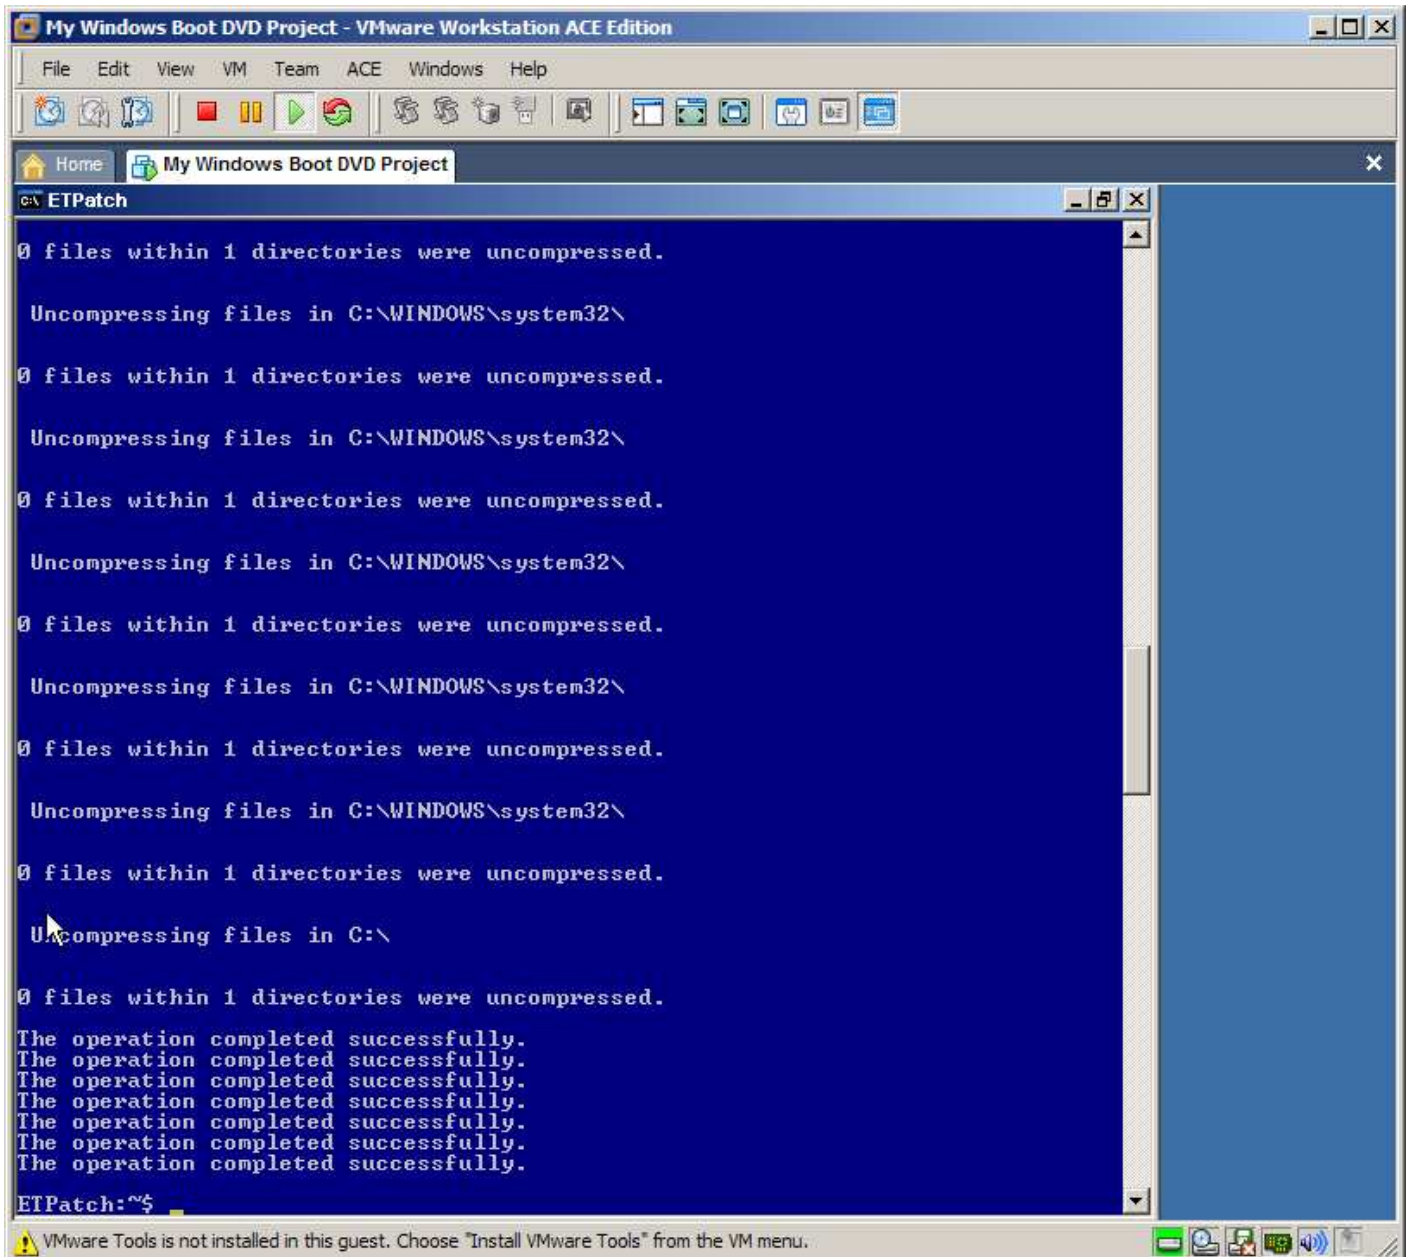 My Windows Boot DVD Project - VMware Workstation ACE Edition
File Edit View VM Team ACE Windows Help
Home My Windows Boot DVD Project
C:\ ETPatch
0 files within 1 directories were uncompressed.
Uncompressing files in C:\WINDOWS\system32\
0 files within 1 directories were uncompressed.
Uncompressing files in C:\WINDOWS\system32\
0 files within 1 directories were uncompressed.
Uncompressing files in C:\WINDOWS\system32\
0 files within 1 directories were uncompressed.
Uncompressing files in C:\WINDOWS\system32\
0 files within 1 directories were uncompressed.
Uncompressing files in C:\WINDOWS\system32\
0 files within 1 directories were uncompressed.
Uncompressing files in C:\
0 files within 1 directories were uncompressed.
The operation completed successfully.
The operation completed successfully.
The operation completed successfully.
The operation completed successfully.
The operation completed successfully.
The operation completed successfully.
The operation completed successfully.
ETPatch:~$ _
VMware Tools is not installed in this guest. Choose "Install VMware Tools" from the VM menu.